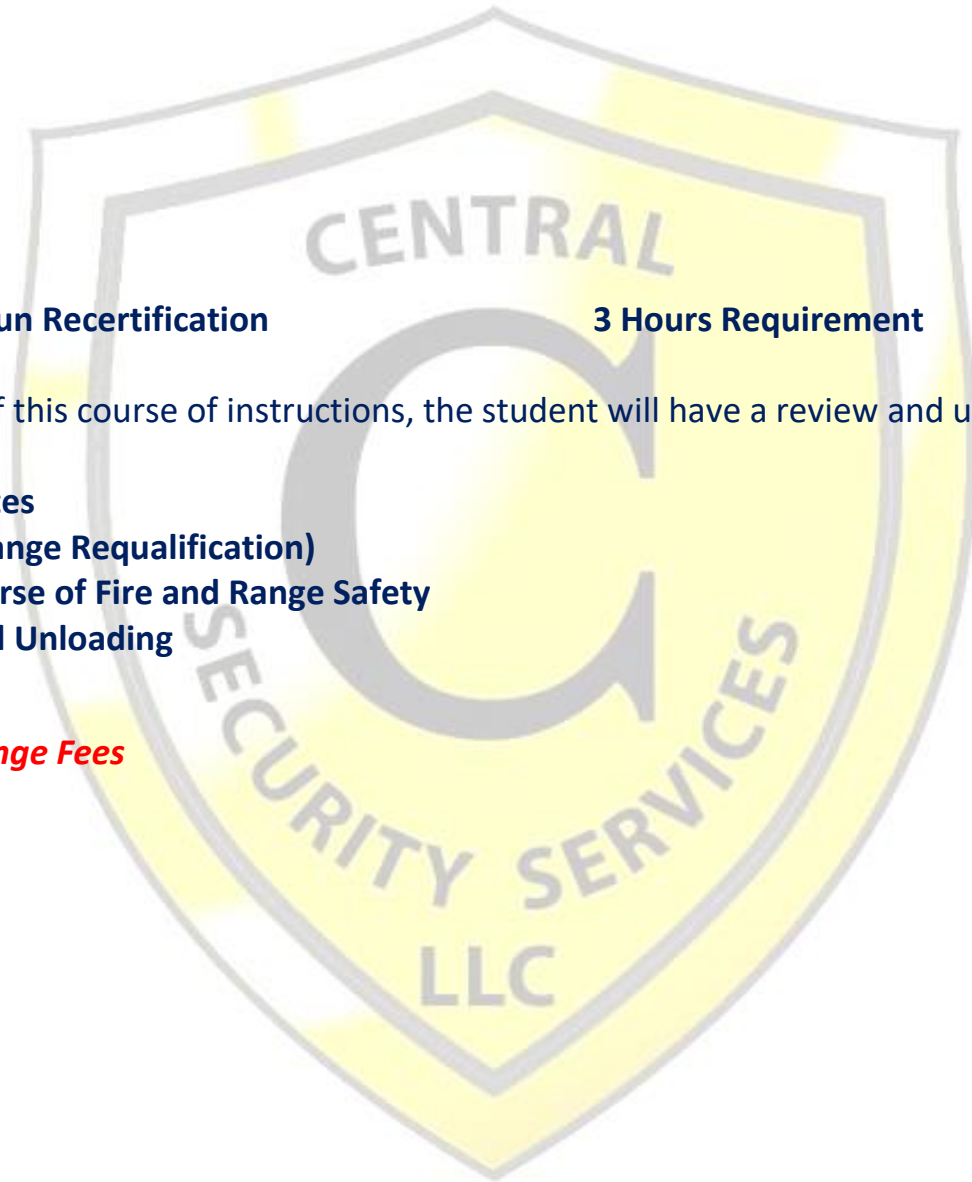 CENTRAL
un Recertification 3 Hours Requirement
f this course of instructions, the student will have a review and u
tes
ange Requalification)
rse of Fire and Range Safety
l Unloading
nge Fees
C
SECURITY SERVICES
LLC